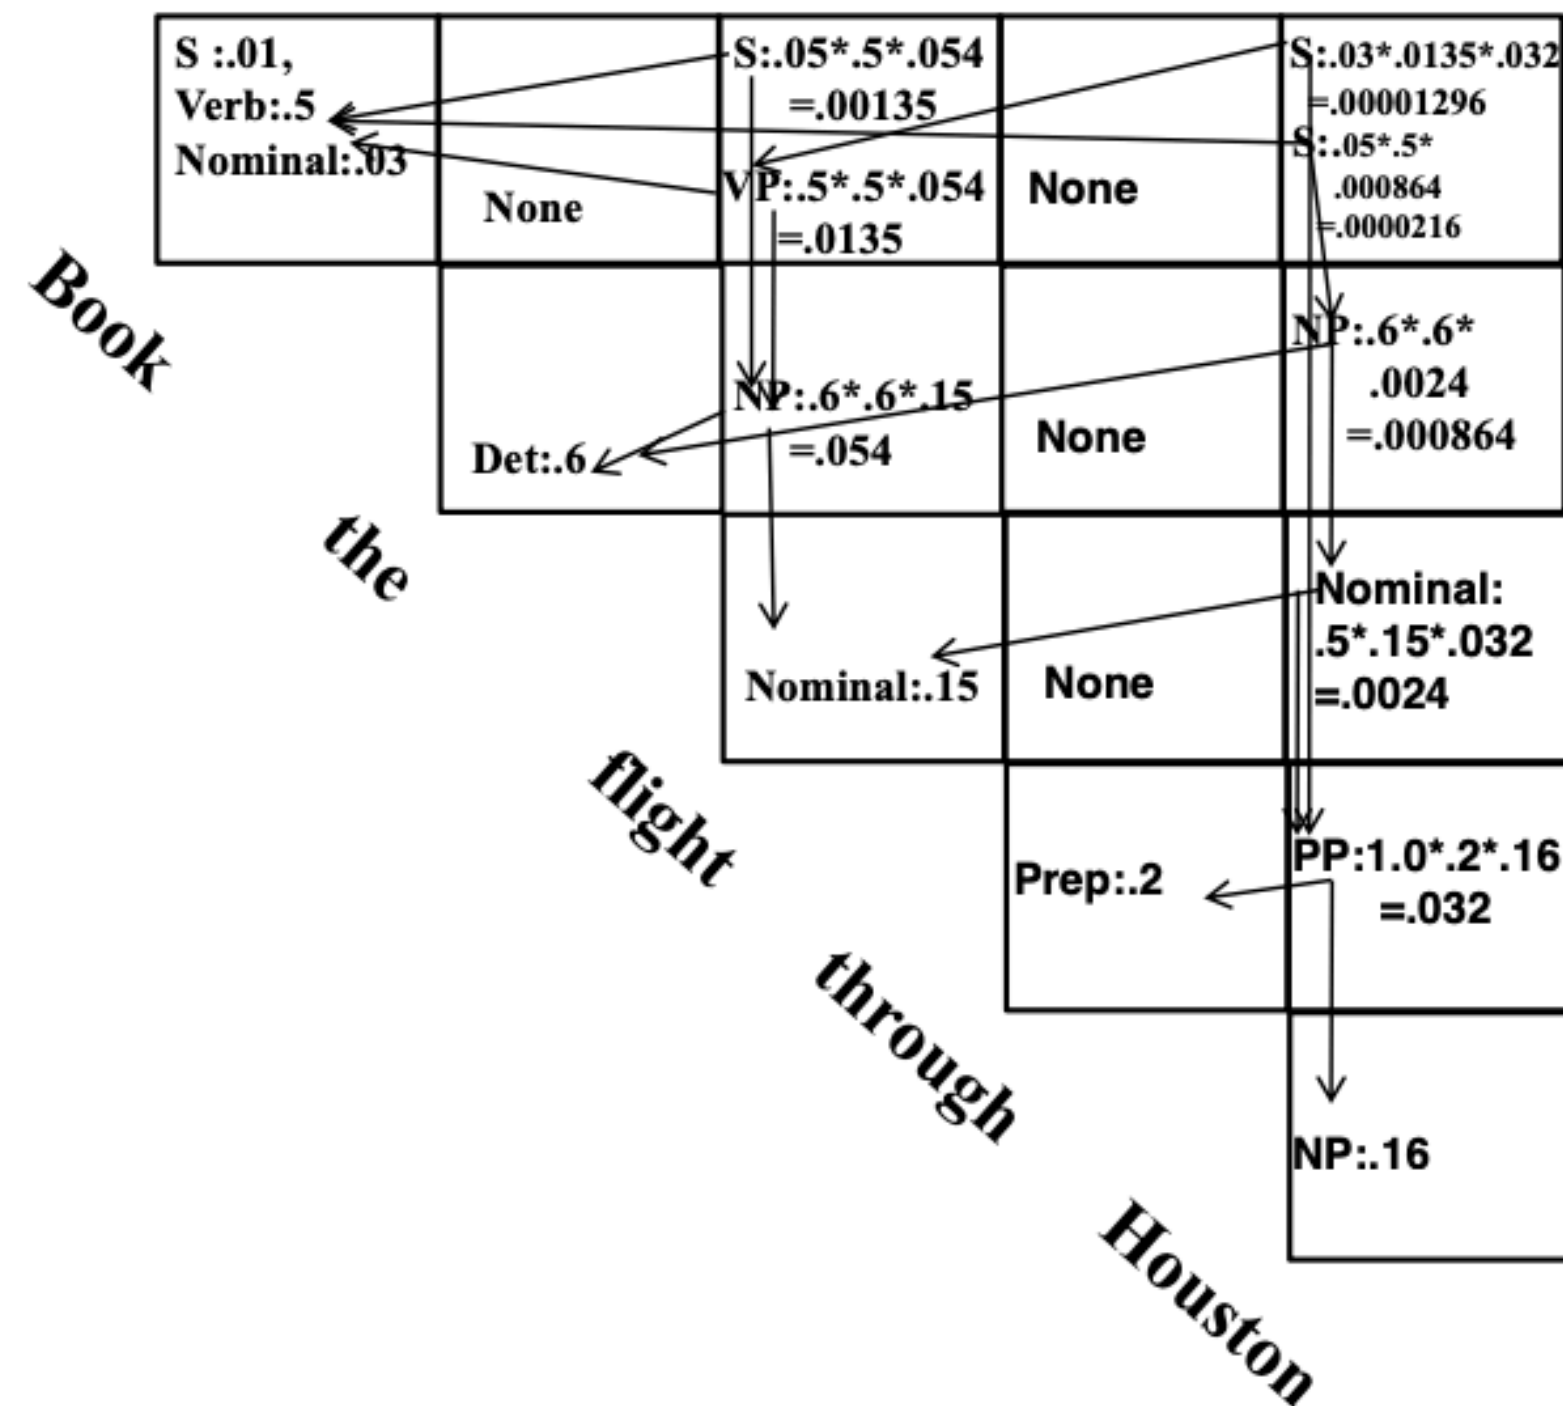 S :.01,
Verb:.5
Nominal:.03
None
S:.05*.5*.054
=.00135
VP:.5*.5*.054
=.0135
None
S:.03*.0135*.032
=.00001296
S:.05*.5*
.000864
=.0000216
Book
Det:.6
NP:.6*.6*.15
=.054
None
NP:.6*.6*
.0024
=.000864
the
Nominal:.15
None
Nominal:
.5*.15*.032
=.0024
flight
Prep:.2
PP:1.0*.2*.16
=.032
through
NP:.16
Houston